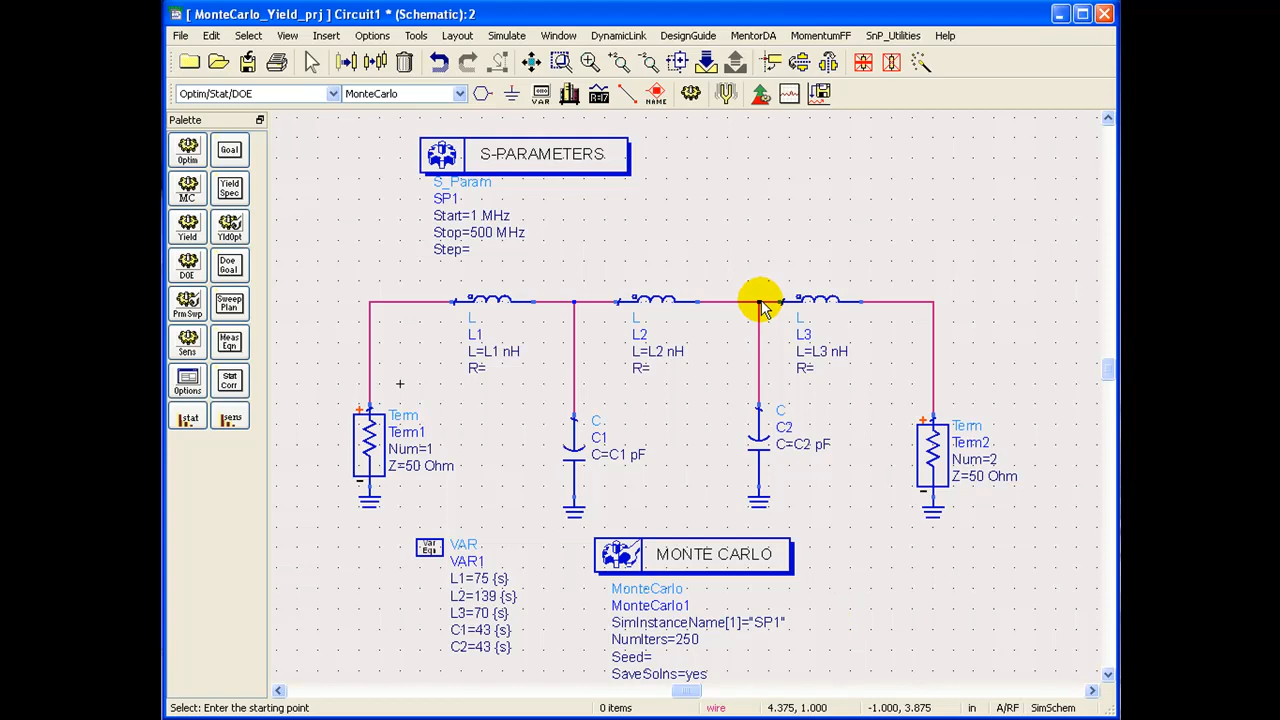 [ MonteCarlo_Yield_prj ] Circuit1 * (Schematic):2
File Edit Select View Insert Options Tools Layout Simulate Window DynamicLink DesignGuide MentorDA MomentumFF SnP_Utilities Help
Optim/Stat/DOE MonteCarlo VAR NAME
Palette
Optim Goal
MC Yield Spec
Yield YldOpt
DOE Doe Goal
PrmSwp Sweep Plan
Sens Meas Eqn
Options Stat Corr
stat sens
S-PARAMETERS
S_Param
SP1
Start=1 MHz
Stop=500 MHz
Step=
L
L1
L=L1 nH
R=
L
L2
L=L2 nH
R=
L
L3
L=L3 nH
R=
Term
Term1
Num=1
Z=50 Ohm
C
C1
C=C1 pF
C
C2
C=C2 pF
Term
Term2
Num=2
Z=50 Ohm
Var Eqn
VAR
VAR1
L1=75 {s}
L2=139 {s}
L3=70 {s}
C1=43 {s}
C2=43 {s}
MONTE CARLO
MonteCarlo
MonteCarlo1
SimInstanceName[1]="SP1"
NumIters=250
Seed=
SaveSolns=yes
Select: Enter the starting point 0 items wire 4.375, 1.000 -1.000, 3.875 in A/RF SimSchem